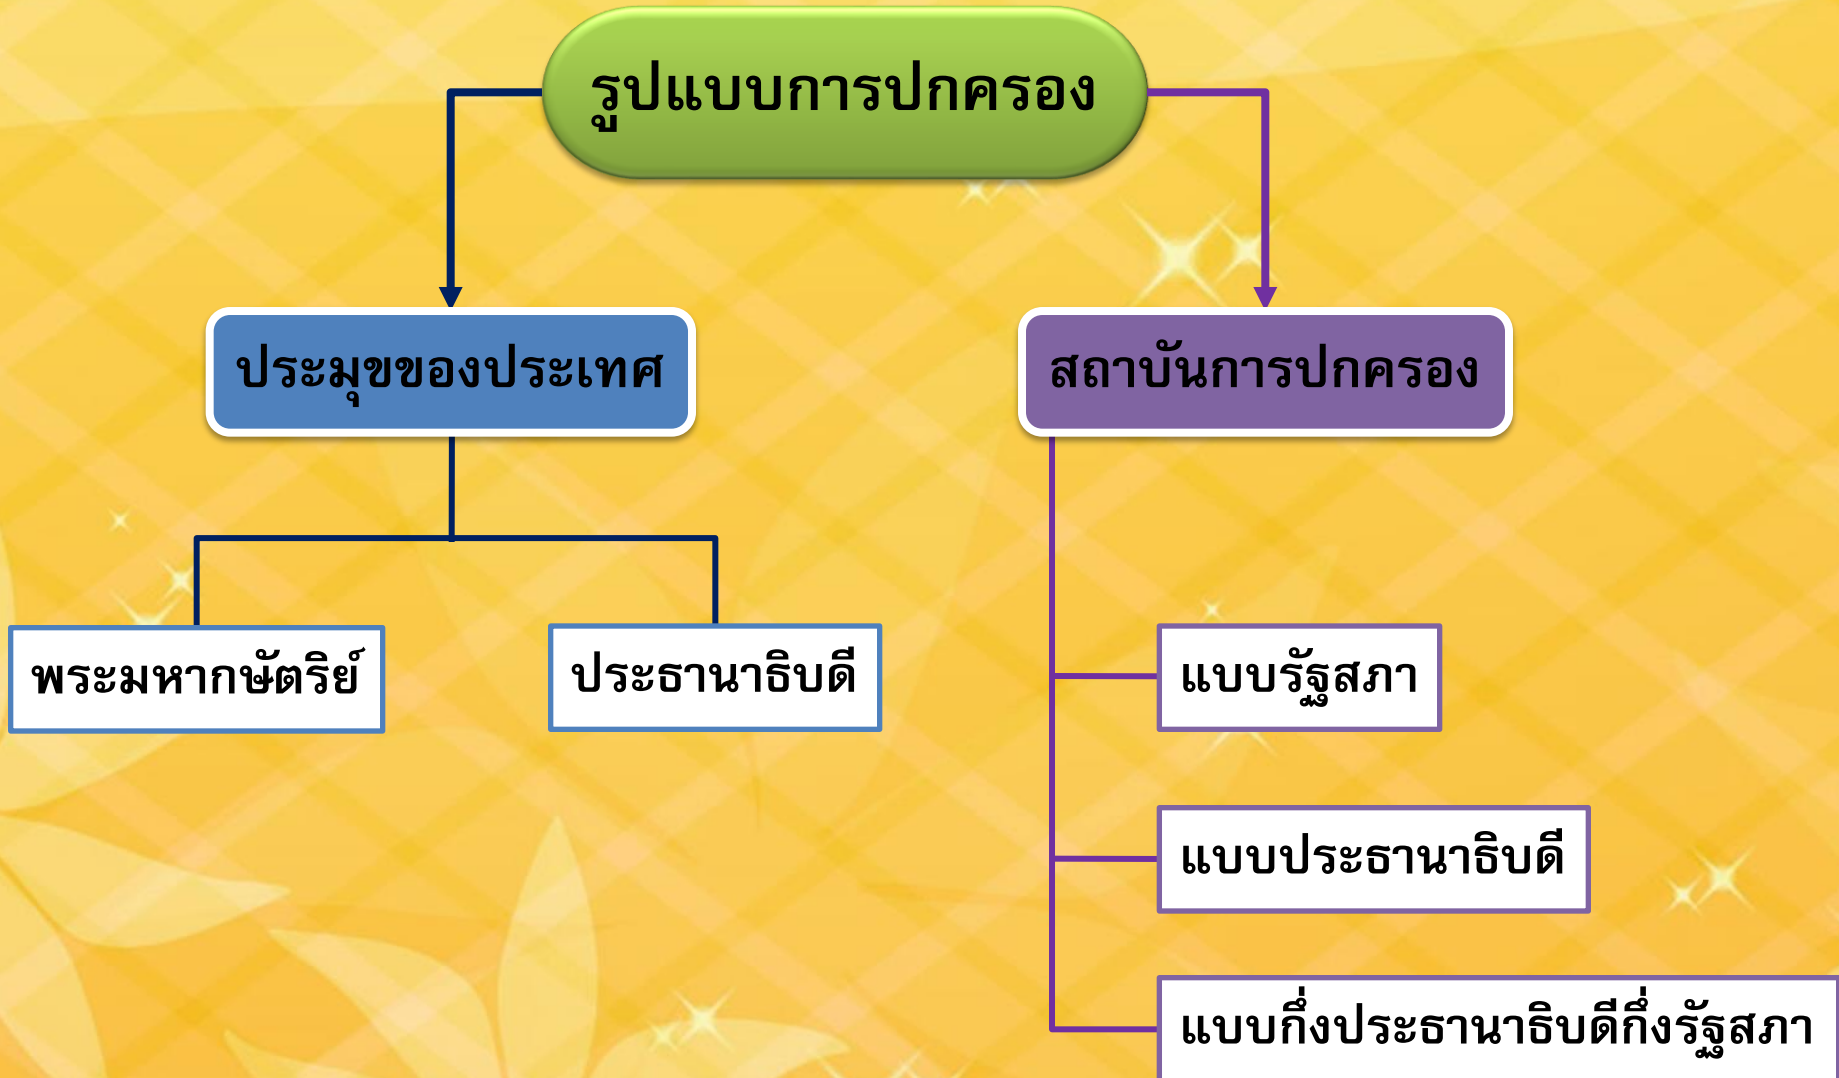 รูปแบบการปกครอง
ประมุขของประเทศ
สถาบันการปกครอง
พระมหากษัตริย์
ประธานาธิบดี
แบบรัฐสภา
แบบประธานาธิบดี
แบบกึ่งประธานาธิบดีกึ่งรัฐสภา